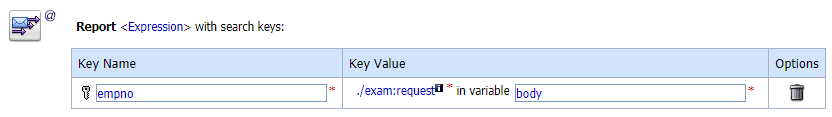 @
Report <Expression> with search keys:
Key Name Key Value Options
empno * ./exam:request * in variable body *